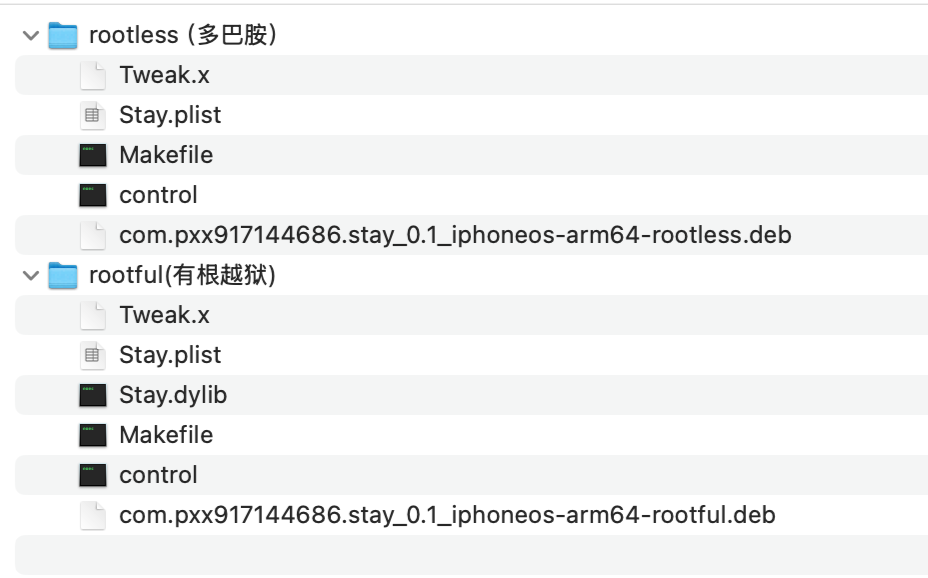 rootless（多巴胺）
Tweak.x
Stay.plist
Makefile
control
com.pxx917144686.stay_0.1_iphoneos-arm64-rootless.deb
rootful(有根越狱)
Tweak.x
Stay.plist
Stay.dylib
Makefile
control
com.pxx917144686.stay_0.1_iphoneos-arm64-rootful.deb